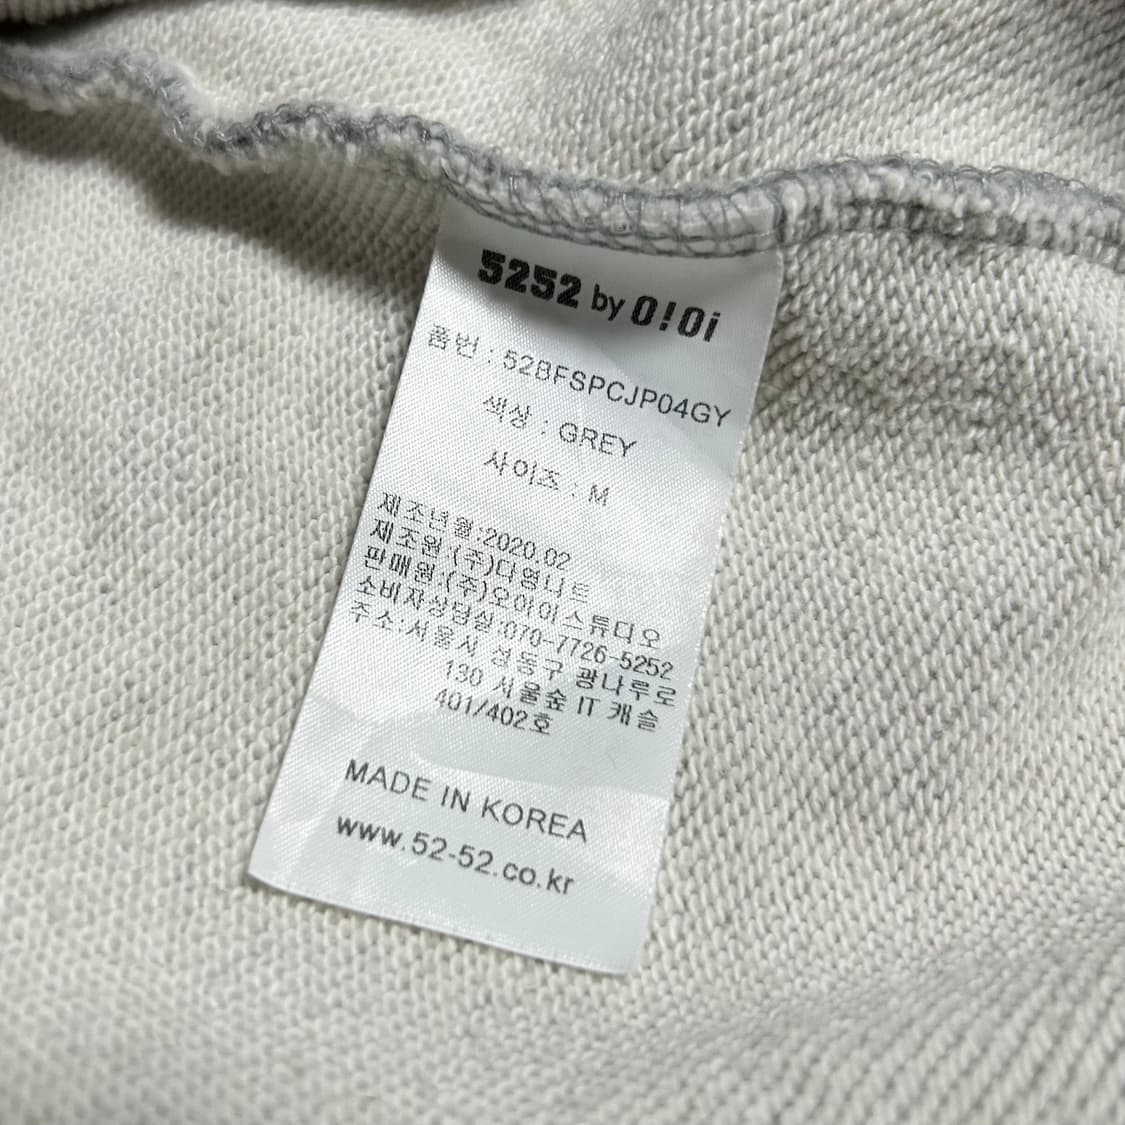 5252 by O!Oi
품번 : 52BFSPCJP04GY
색상 : GREY
사이즈 : M
제조년월:2020.02
제조원:(주)다영니트
판매원:(주)오아이스튜디오
소비자상담실:070-7726-5252
주소:서울시 성동구 광나루로
130 서울숲 IT 캐슬
401/402호
MADE IN KOREA
www.52-52.co.kr